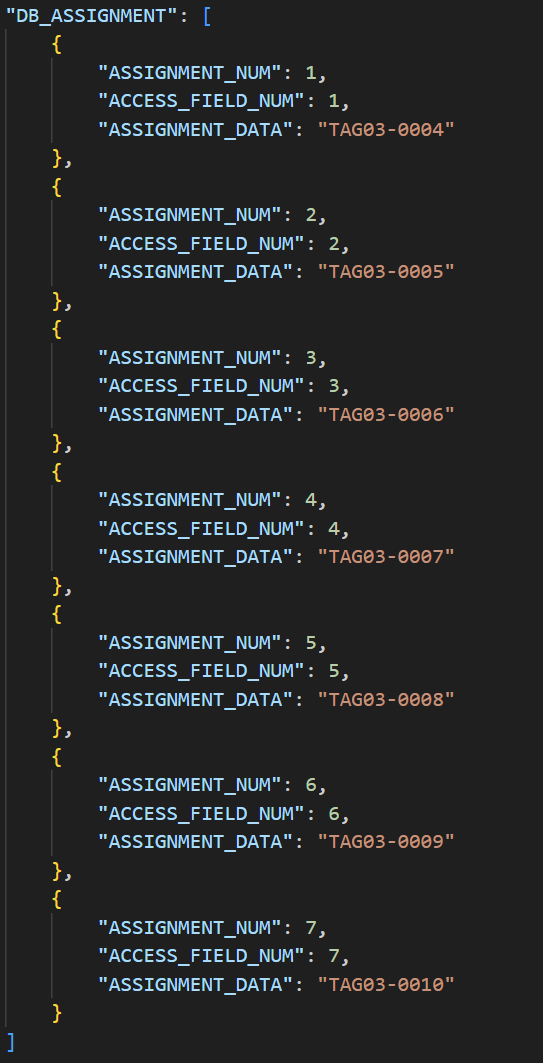 "DB_ASSIGNMENT": [
    {
        "ASSIGNMENT_NUM": 1,
        "ACCESS_FIELD_NUM": 1,
        "ASSIGNMENT_DATA": "TAG03-0004"
    },
    {
        "ASSIGNMENT_NUM": 2,
        "ACCESS_FIELD_NUM": 2,
        "ASSIGNMENT_DATA": "TAG03-0005"
    },
    {
        "ASSIGNMENT_NUM": 3,
        "ACCESS_FIELD_NUM": 3,
        "ASSIGNMENT_DATA": "TAG03-0006"
    },
    {
        "ASSIGNMENT_NUM": 4,
        "ACCESS_FIELD_NUM": 4,
        "ASSIGNMENT_DATA": "TAG03-0007"
    },
    {
        "ASSIGNMENT_NUM": 5,
        "ACCESS_FIELD_NUM": 5,
        "ASSIGNMENT_DATA": "TAG03-0008"
    },
    {
        "ASSIGNMENT_NUM": 6,
        "ACCESS_FIELD_NUM": 6,
        "ASSIGNMENT_DATA": "TAG03-0009"
    },
    {
        "ASSIGNMENT_NUM": 7,
        "ACCESS_FIELD_NUM": 7,
        "ASSIGNMENT_DATA": "TAG03-0010"
    }
]